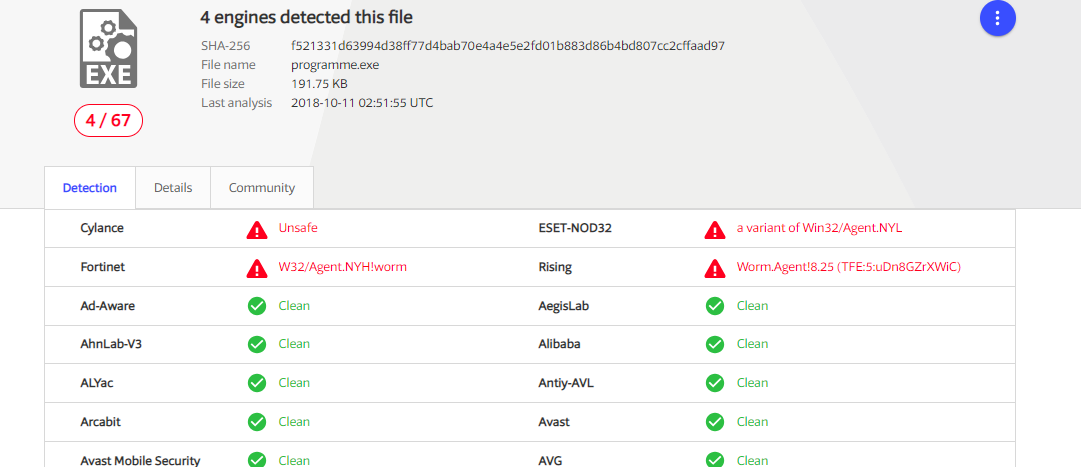 4 engines detected this file
SHA-256 f521331d63994d38ff77d4bab70e4a4e5e2fd01b883d86b4bd807cc2cffaad97
File name programme.exe
File size 191.75 KB
Last analysis 2018-10-11 02:51:55 UTC
EXE
4 / 67
Detection Details Community
Cylance Unsafe ESET-NOD32 a variant of Win32/Agent.NYL
Fortinet W32/Agent.NYH!worm Rising Worm.Agent!8.25 (TFE:5:uDn8GZrXWiC)
Ad-Aware Clean AegisLab Clean
AhnLab-V3 Clean Alibaba Clean
ALYac Clean Antiy-AVL Clean
Arcabit Clean Avast Clean
Avast Mobile Security Clean AVG Clean